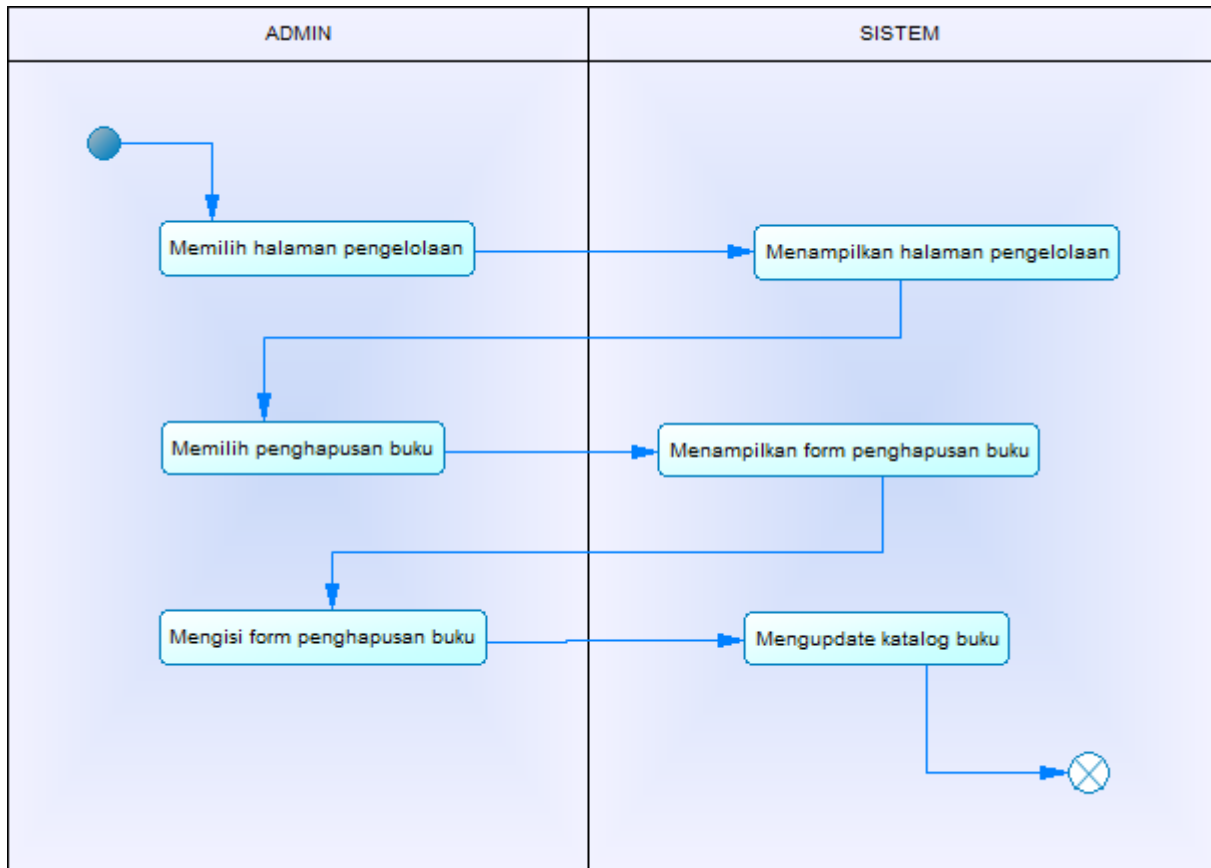 ADMIN
SISTEM
Memilih halaman pengelolaan
Menampilkan halaman pengelolaan
Memilih penghapusan buku
Menampilkan form penghapusan buku
Mengisi form penghapusan buku
Mengupdate katalog buku